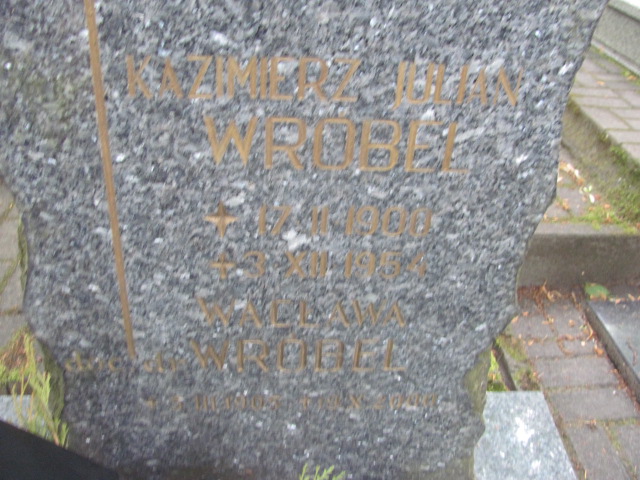 KAZIMIERZ JULIAN
WRÓBEL
17 II 1900
+ 3 XII 1954
WACŁAWA
WRÓBEL